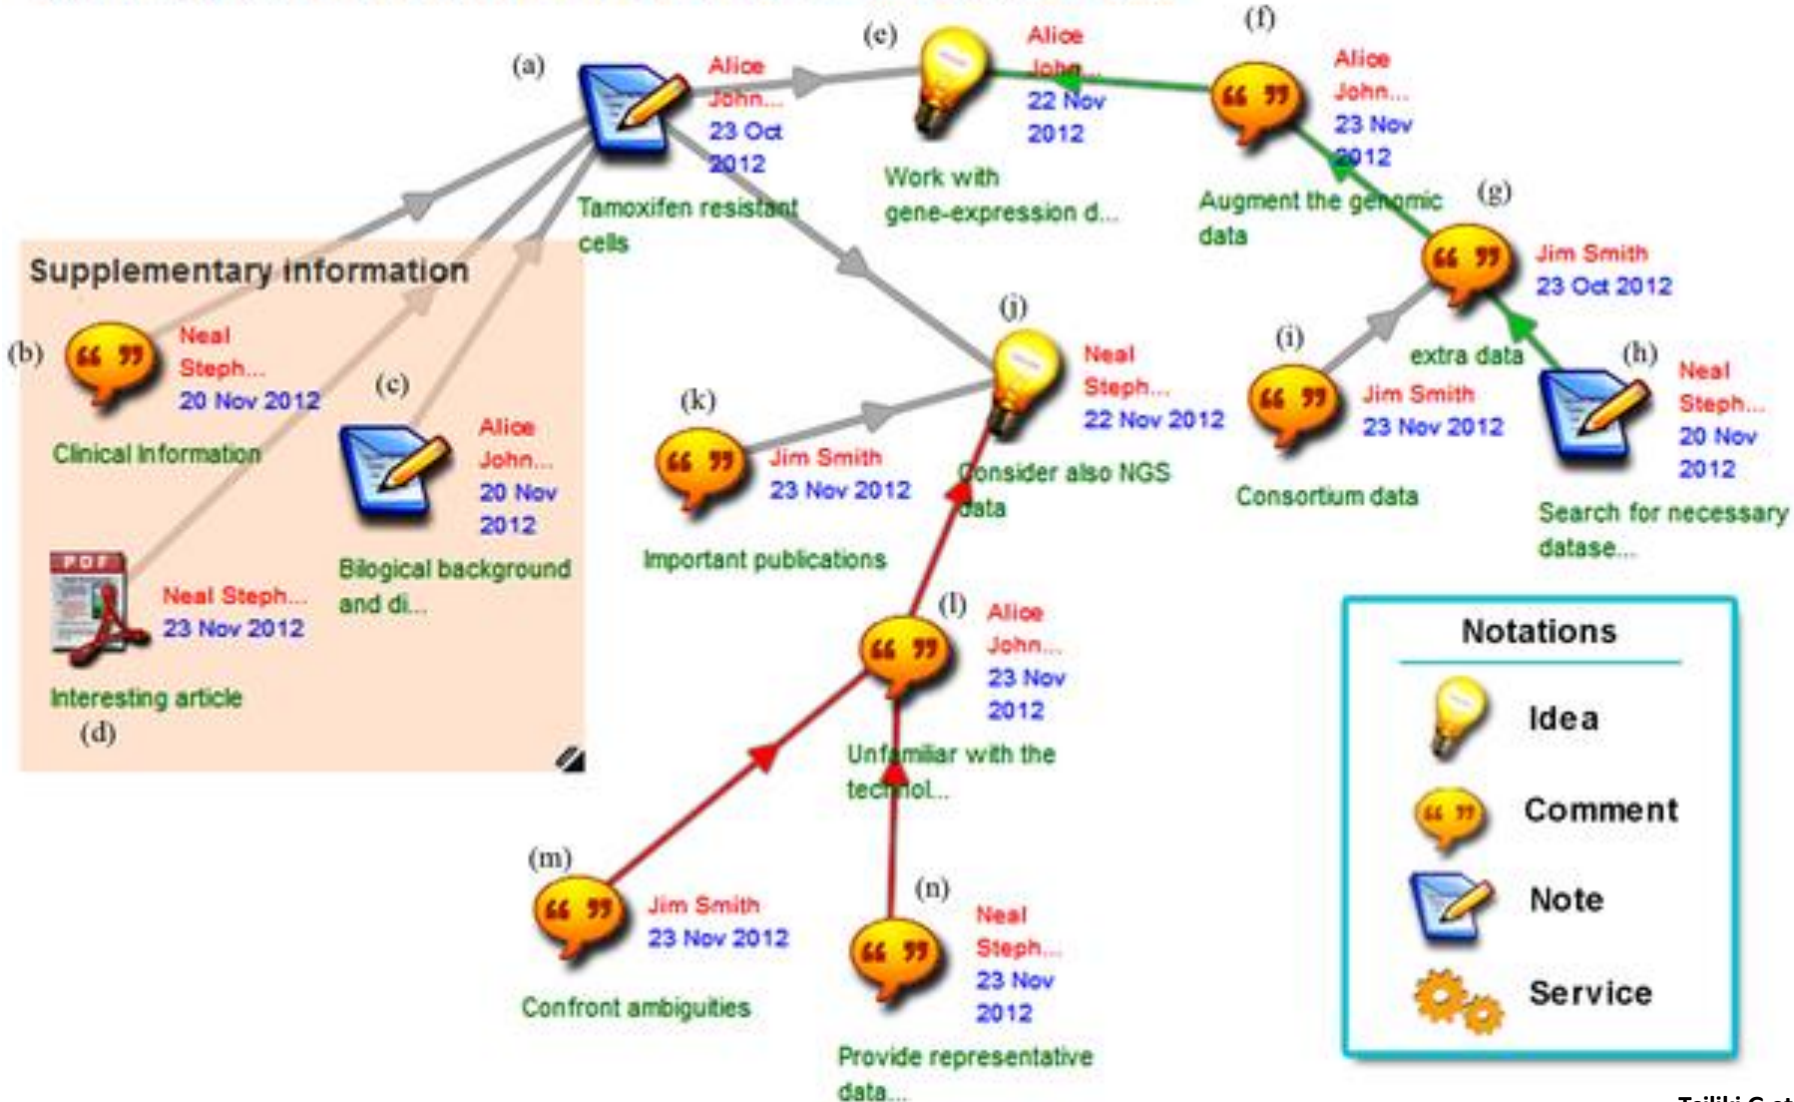 (a)
Alice
John...
23 Oct
2012
Tamoxifen resistant
cells
(e)
Alice
John...
22 Nov
2012
Work with
gene-expression d...
(f)
Alice
John...
23 Nov
2012
Augment the genomic
data
(g)
Jim Smith
23 Oct 2012
extra data
Supplementary information
(b)
Neal
Steph...
20 Nov 2012
Clinical Information
(c)
Alice
John...
20 Nov
2012
Bilogical background
and di...
PDF
Neal Steph...
23 Nov 2012
Interesting article
(d)
(j)
Neal
Steph...
22 Nov 2012
Consider also NGS
data
(k)
Jim Smith
23 Nov 2012
Important publications
(i)
Jim Smith
23 Nov 2012
Consortium data
(h)
Neal
Steph...
20 Nov
2012
Search for necessary
datase...
(l)
Alice
John...
23 Nov
2012
Unfamiliar with the
technol...
(m)
Jim Smith
23 Nov 2012
Confront ambiguities
(n)
Neal
Steph...
23 Nov
2012
Provide representative
data...
Notations
Idea
Comment
Note
Service